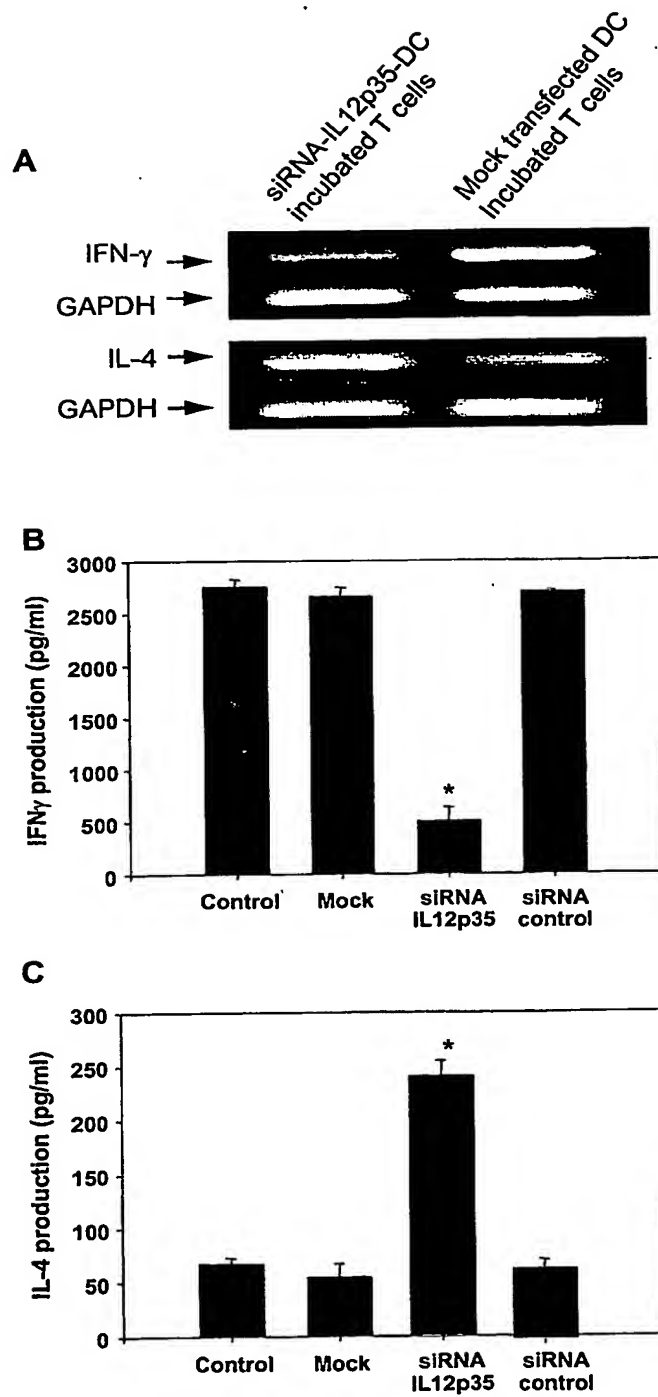 A
siRNA-IL12p35-DC
incubated T cells
Mock transfected DC
Incubated T cells
IFN-γ
GAPDH
IL-4
GAPDH
B
IFNγ production (pg/ml)
3000
2500
2000
1500
1000
500
0
*
Control
Mock
siRNA
IL12p35
siRNA
control
C
IL-4 production (pg/ml)
300
250
200
150
100
50
0
*
Control
Mock
siRNA
IL12p35
siRNA
control